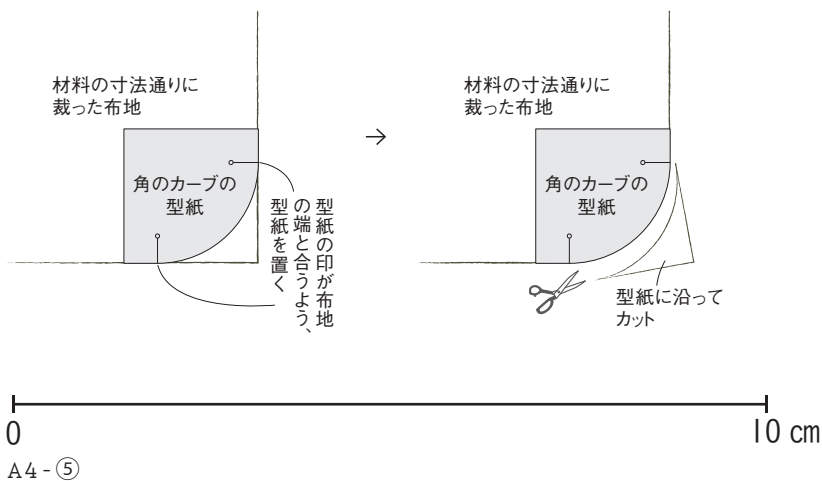 材料の寸法通りに
裁った布地
角のカーブの
型紙
型紙の印が布地
の端と合うよう、
型紙を置く
→
材料の寸法通りに
裁った布地
角のカーブの
型紙
型紙に沿って
カット
0
10 cm
A4-⑤